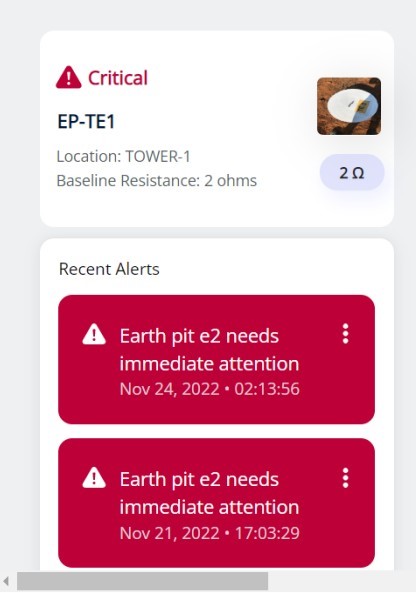 Critical
EP-TE1
Location: TOWER-1
Baseline Resistance: 2 ohms
2 Ω
Recent Alerts
Earth pit e2 needs
immediate attention
Nov 24, 2022 • 02:13:56
Earth pit e2 needs
immediate attention
Nov 21, 2022 • 17:03:29